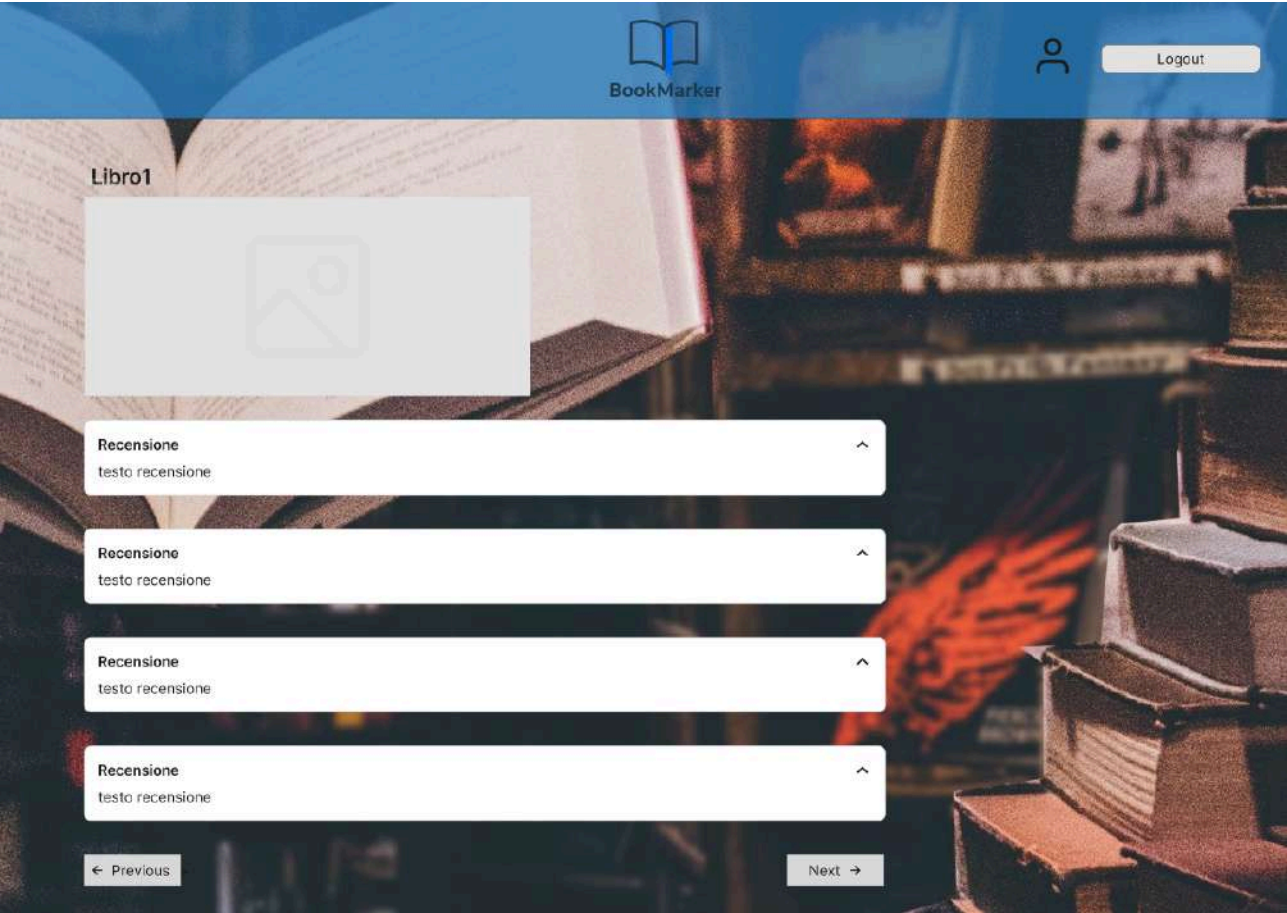 BookMarker
Logout
Libro1
Recensione
testo recensione
Recensione
testo recensione
Recensione
testo recensione
Recensione
testo recensione
← Previous
Next →